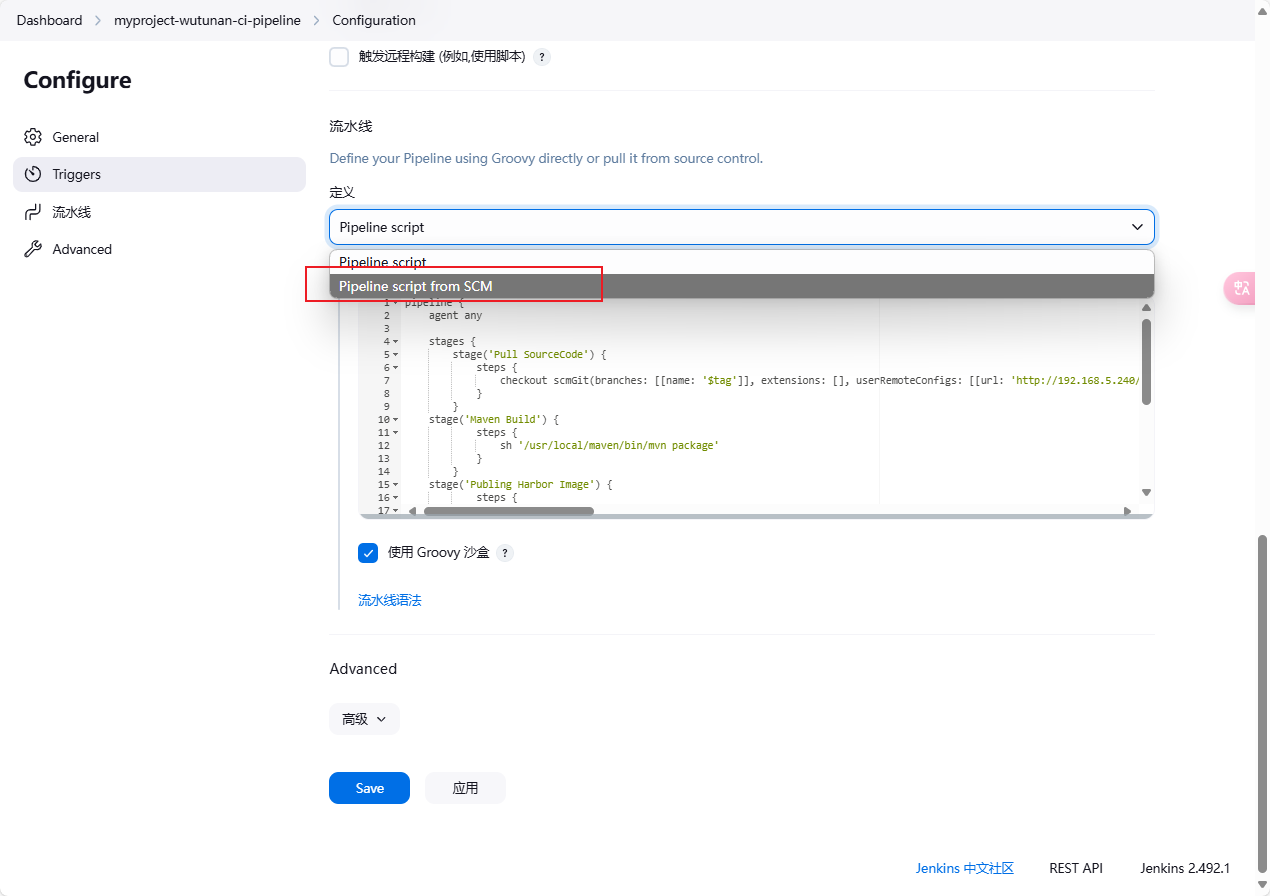 Dashboard > myproject-wutunan-ci-pipeline > Configuration
Configure
General
Triggers
流水线
Advanced
触发远程构建 (例如,使用脚本) ?
流水线
Define your Pipeline using Groovy directly or pull it from source control.
定义
Pipeline script
Pipeline script
Pipeline script from SCM
1 pipeline {
2 agent any
3
4 stages {
5 stage('Pull SourceCode') {
6 steps {
7 checkout scmGit(branches: [[name: '$tag']], extensions: [], userRemoteConfigs: [[url: 'http://192.168.5.240/
8 }
9 }
10 stage('Maven Build') {
11 steps {
12 sh '/usr/local/maven/bin/mvn package'
13 }
14 }
15 stage('Publing Harbor Image') {
16 steps {
17
使用 Groovy 沙盒 ?
流水线语法
Advanced
高级
Save
应用
Jenkins 中文社区
REST API
Jenkins 2.492.1